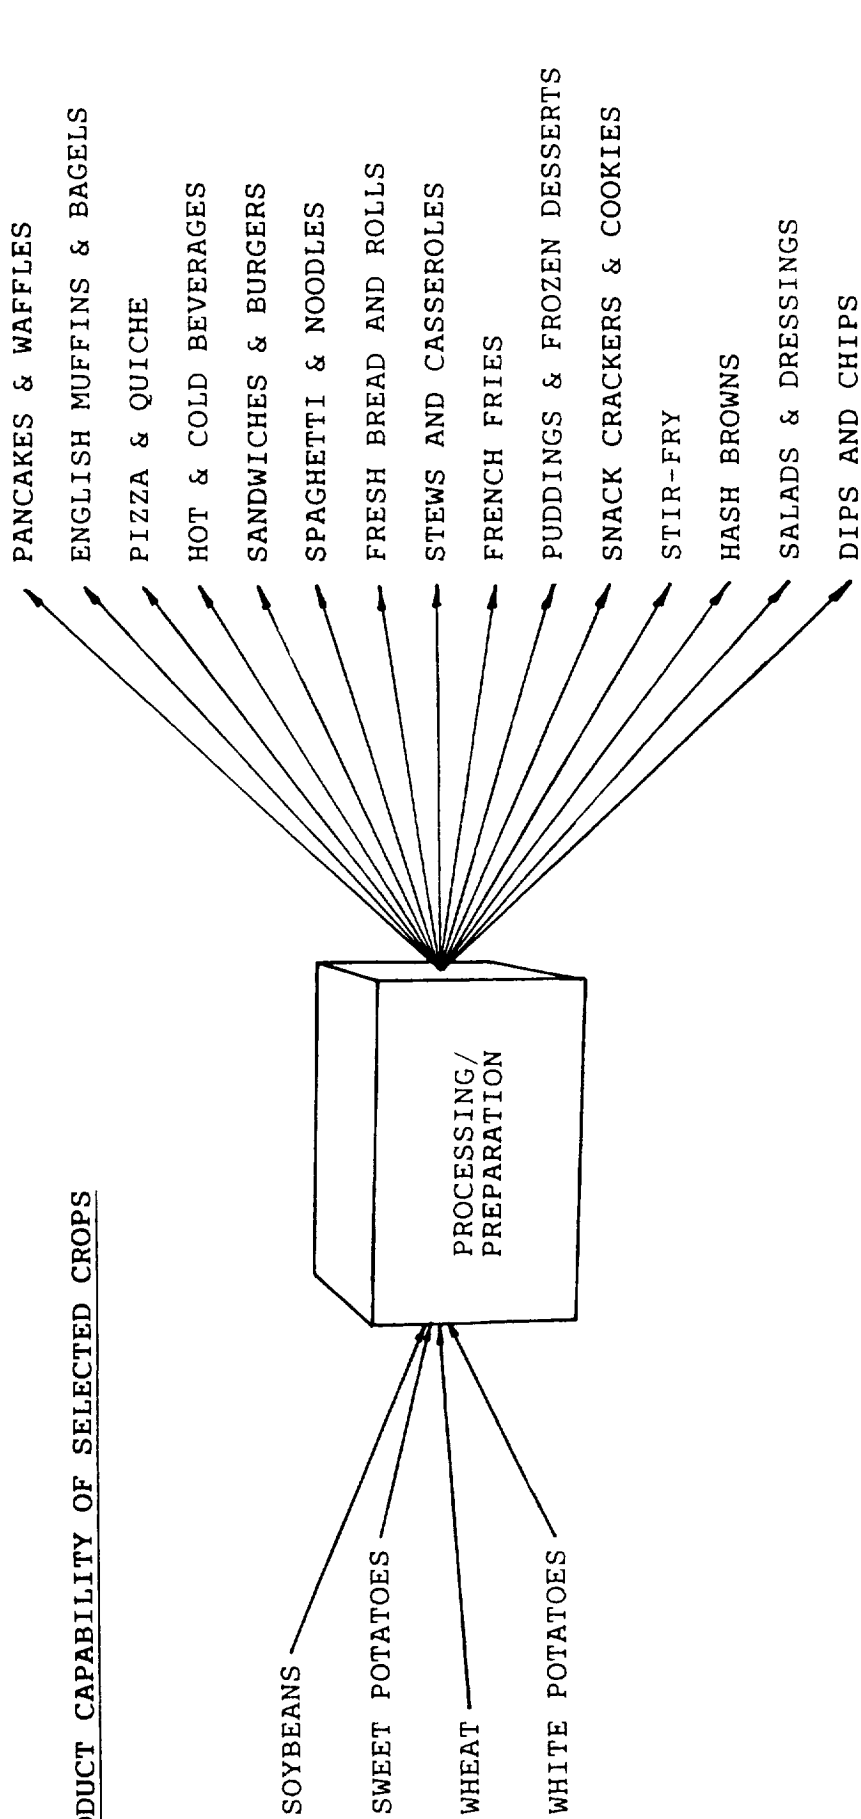 CAPABILITY OF SELECTED CROPS
SOYBEANS
SWEET POTATOES
WHEAT
WHITE POTATOES
PROCESSING/
PREPARATION
PANCAKES & WAFFLES
ENGLISH MUFFINS & BAGELS
PIZZA & QUICHE
HOT & COLD BEVERAGES
SANDWICHES & BURGERS
SPAGHETTI & NOODLES
FRESH BREAD AND ROLLS
STEWS AND CASSEROLES
FRENCH FRIES
PUDDINGS & FROZEN DESSERTS
SNACK CRACKERS & COOKIES
STIR-FRY
HASH BROWNS
SALADS & DRESSINGS
DIPS AND CHIPS